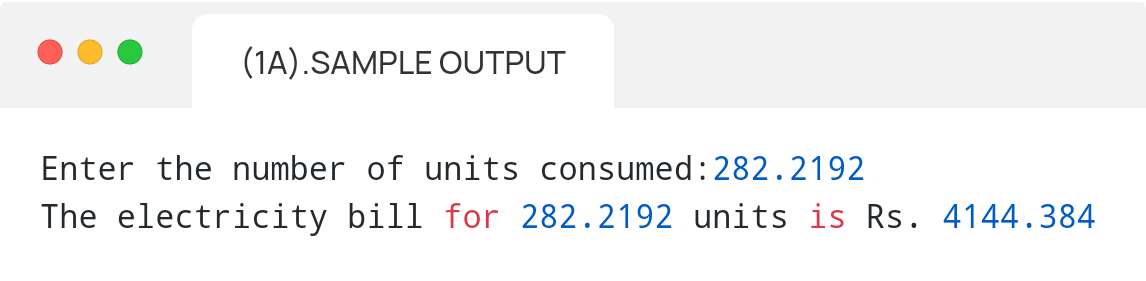 (1A).SAMPLE OUTPUT
Enter the number of units consumed:282.2192
The electricity bill for 282.2192 units is Rs. 4144.384